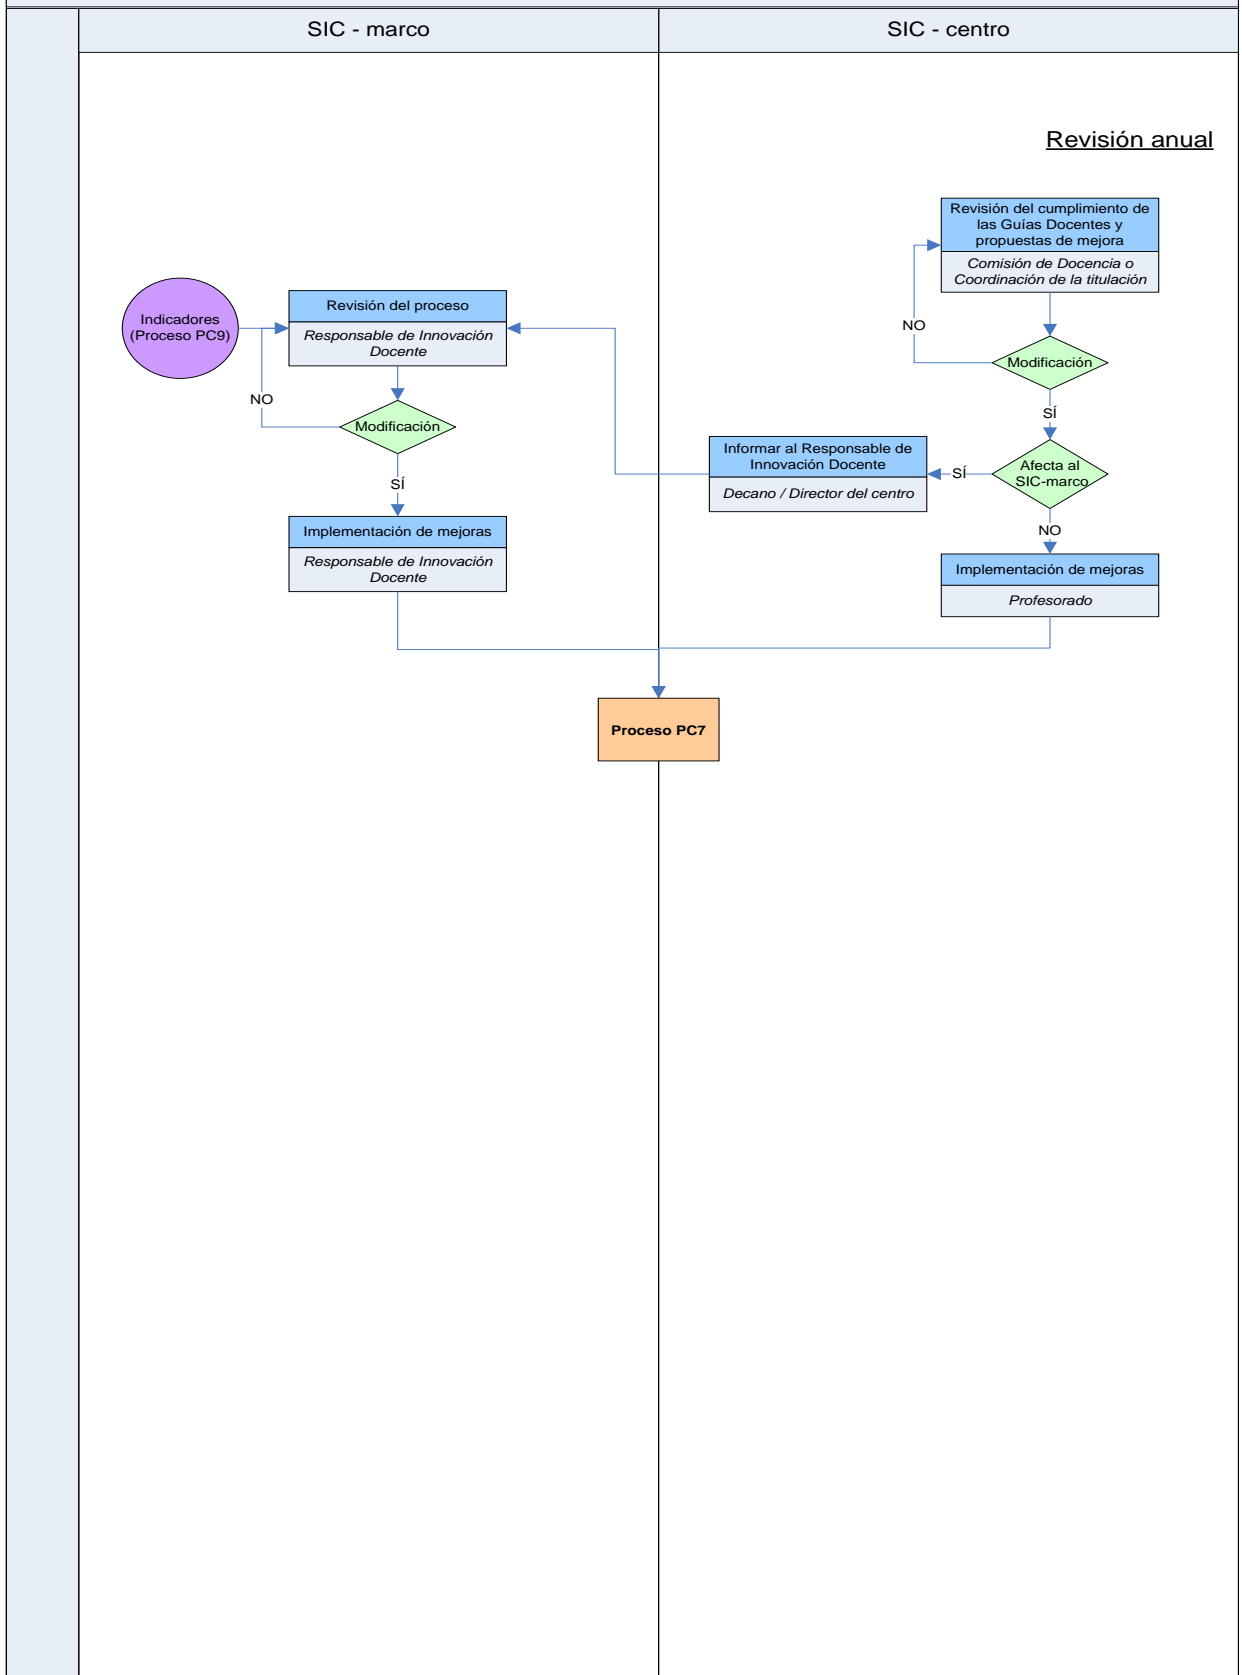 SIC - marco
SIC - centro
Revisión anual
Revisión del cumplimiento de
las Guías Docentes y
propuestas de mejora
Comisión de Docencia o
Coordinación de la titulación
NO
Modificación
SÍ
Afecta al
SIC-marco
SÍ
Informar al Responsable de
Innovación Docente
Decano / Director del centro
NO
Implementación de mejoras
Profesorado
Indicadores
(Proceso PC9)
Revisión del proceso
Responsable de Innovación
Docente
NO
Modificación
SÍ
Implementación de mejoras
Responsable de Innovación
Docente
Proceso PC7